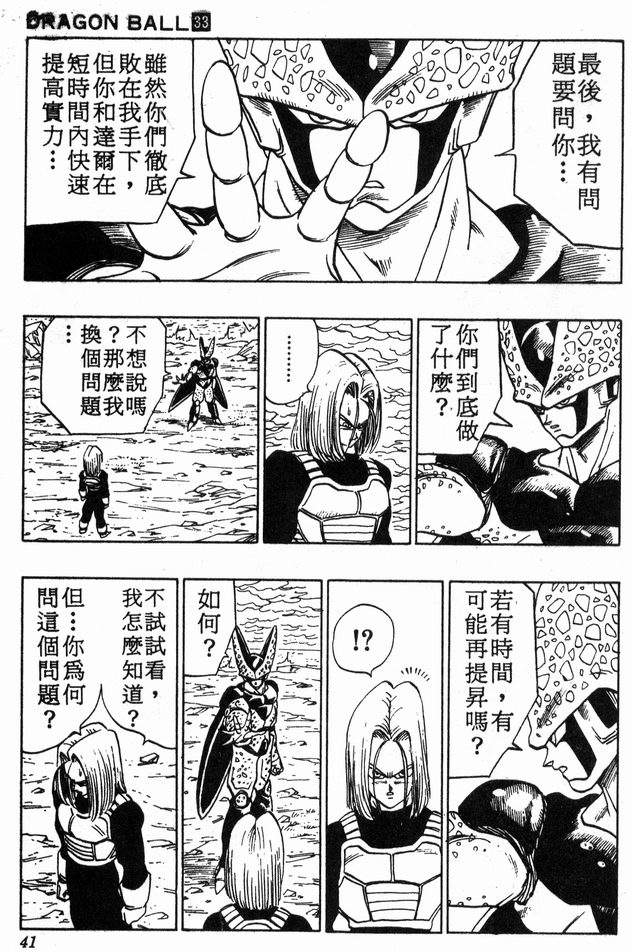 DRAGON BALL 33
最後，我有問
題要問你…
雖然你們徹底
敗在我手下，
但你和達爾在
短時間內快速
提高實力…
你們到底做
了什麼？
……
不想說嗎
？那麼我
換個問題
…
若有時間，有
可能再提昇嗎？
!?
如何？
不試試看，
我怎麼知道？
但…你為何
問這個問題？
41